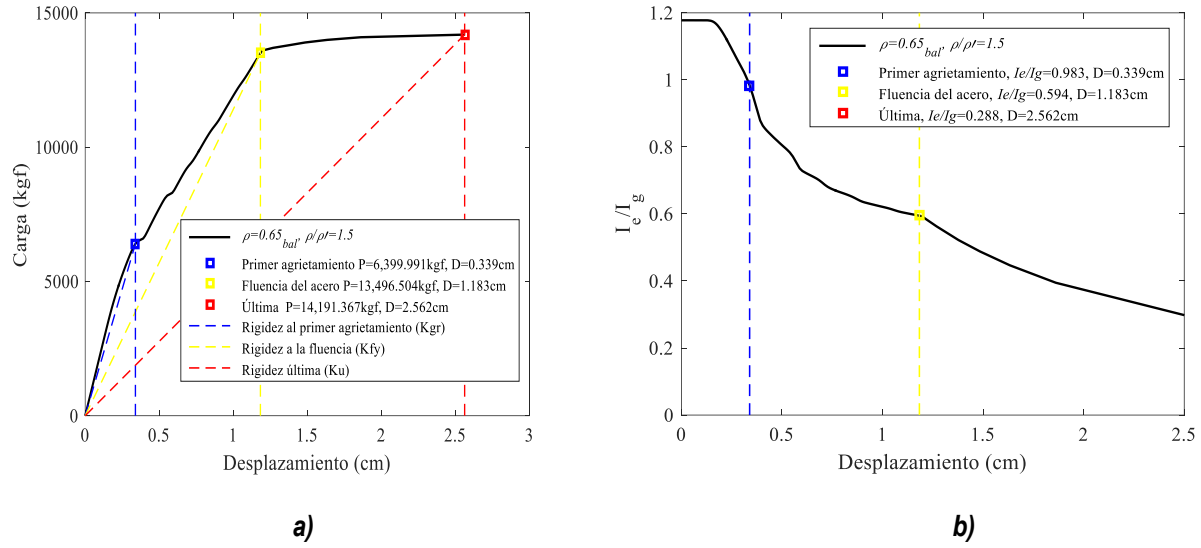 15000
10000
5000
0
Carga (kgf)
0 0.5 1 1.5 2 2.5 3
Desplazamiento (cm)
ρ=0.65bal, ρ/ρ′=1.5
Primer agrietamiento P=6,399.991kgf, D=0.339cm
Fluencia del acero P=13,496.504kgf, D=1.183cm
Última P=14,191.367kgf, D=2.562cm
Rigidez al primer agrietamiento (Kgr)
Rigidez a la fluencia (Kfy)
Rigidez última (Ku)
a)
1.2
1
0.8
0.6
0.4
0.2
0
Ie/Ig
0 0.5 1 1.5 2 2.5
Desplazamiento (cm)
ρ=0.65bal, ρ/ρ′=1.5
Primer agrietamiento, Ie/Ig=0.983, D=0.339cm
Fluencia del acero, Ie/Ig=0.594, D=1.183cm
Última, Ie/Ig=0.288, D=2.562cm
b)